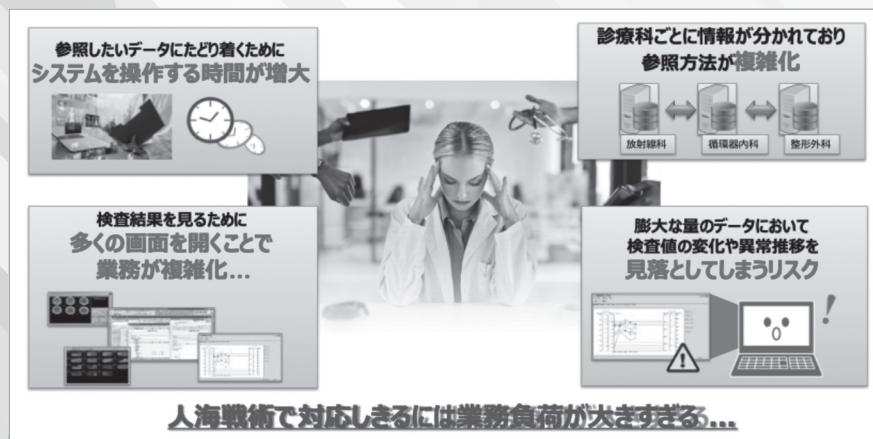 参照したいデータにたどり着くために
システムを操作する時間が増大
診療科ごとに情報が分かれており
参照方法が複雑化
放射線科
循環器内科
整形外科
検査結果を見るために
多くの画面を開くことで
業務が複雑化…
膨大な量のデータにおいて
検査値の変化や異常推移を
見落としてしまうリスク
人海戦術で対応しきるには業務負荷が大きすぎる…